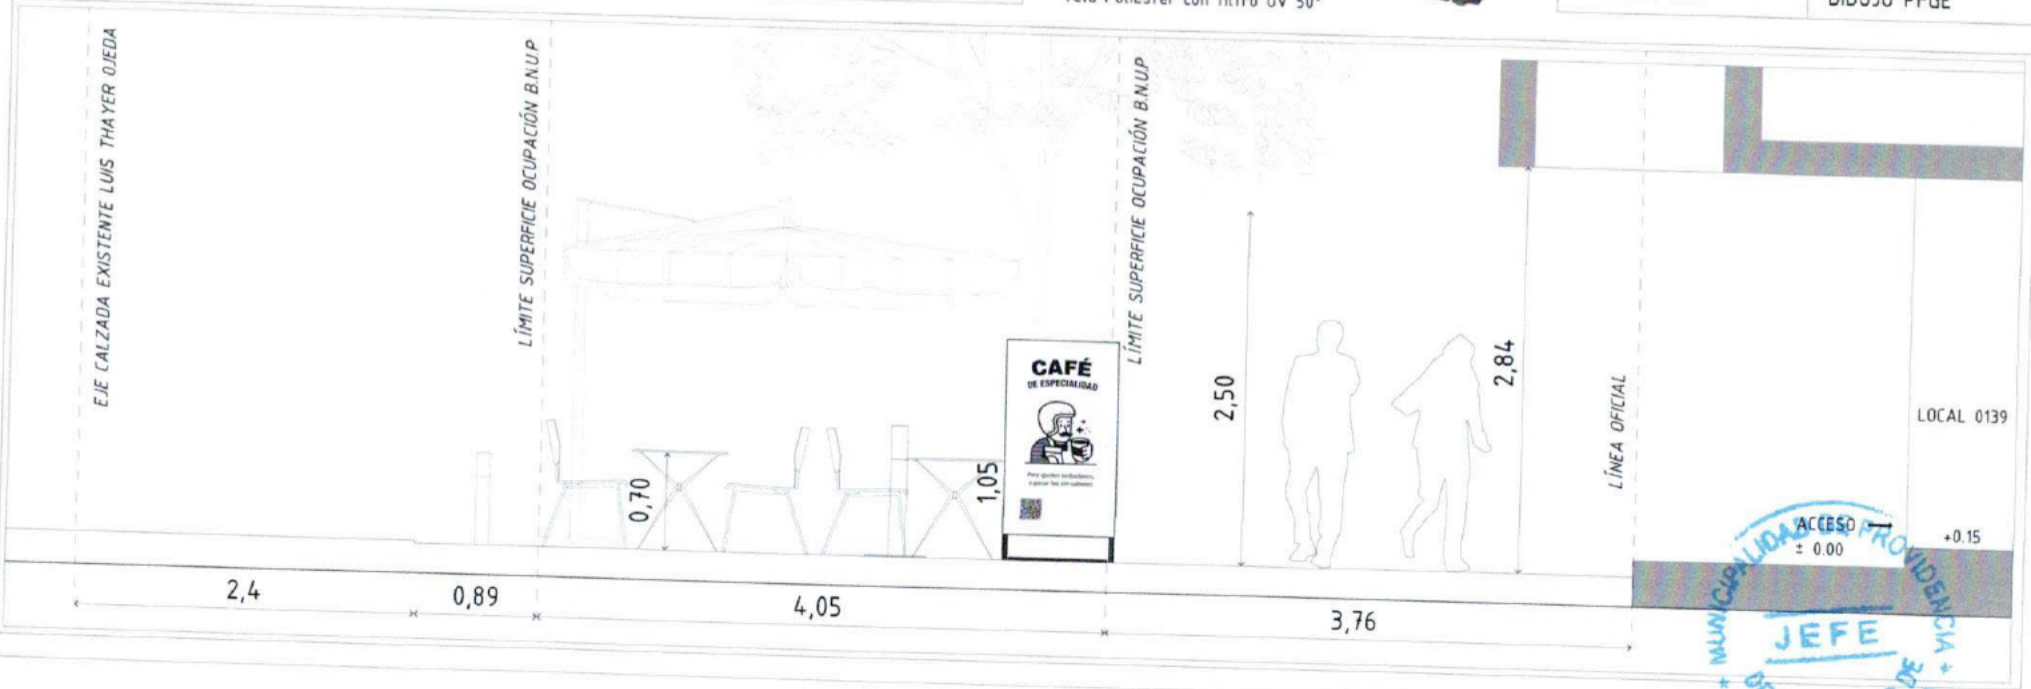 DIBUJO PPGE
EJE CALZADA EXISTENTE LUIS THAYER OJEDA
LÍMITE SUPERFICIE OCUPACIÓN B.N.U.P
LÍMITE SUPERFICIE OCUPACIÓN B.N.U.P
CAFÉ
DE ESPECIALIDAD
0,70
1,05
2,50
2,84
LÍNEA OFICIAL
LOCAL 0139
ACCESO
± 0.00
+0.15
2,4
0,89
4,05
3,76
* MUNICIPALIDAD DE PROVIDENCIA *
JEFE